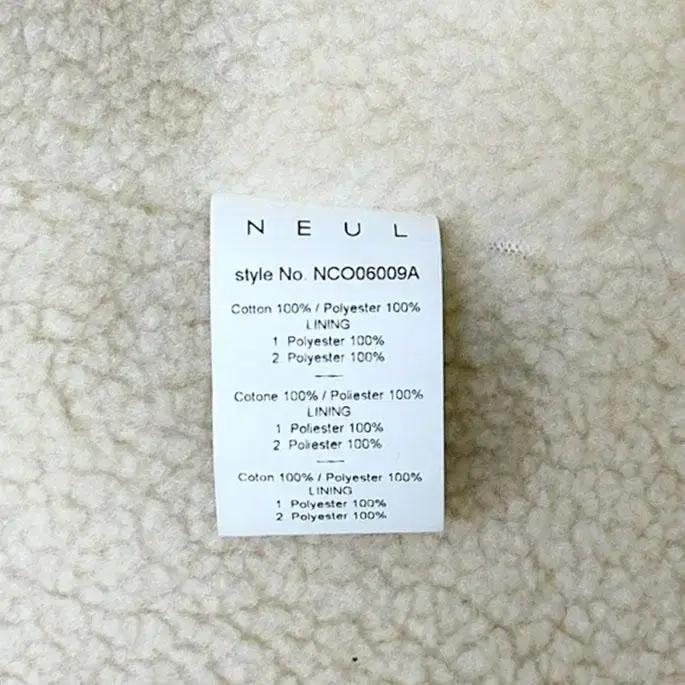 NEUL
style No. NCO06009A
Cotton 100% / Polyester 100%
LINING
1 Polyester 100%
2 Polyester 100%
Cotone 100% / Poliester 100%
LINING
1 Poliester 100%
2 Poliester 100%
Coton 100% / Polyester 100%
LINING
1 Polyester 100%
2 Polyester 100%